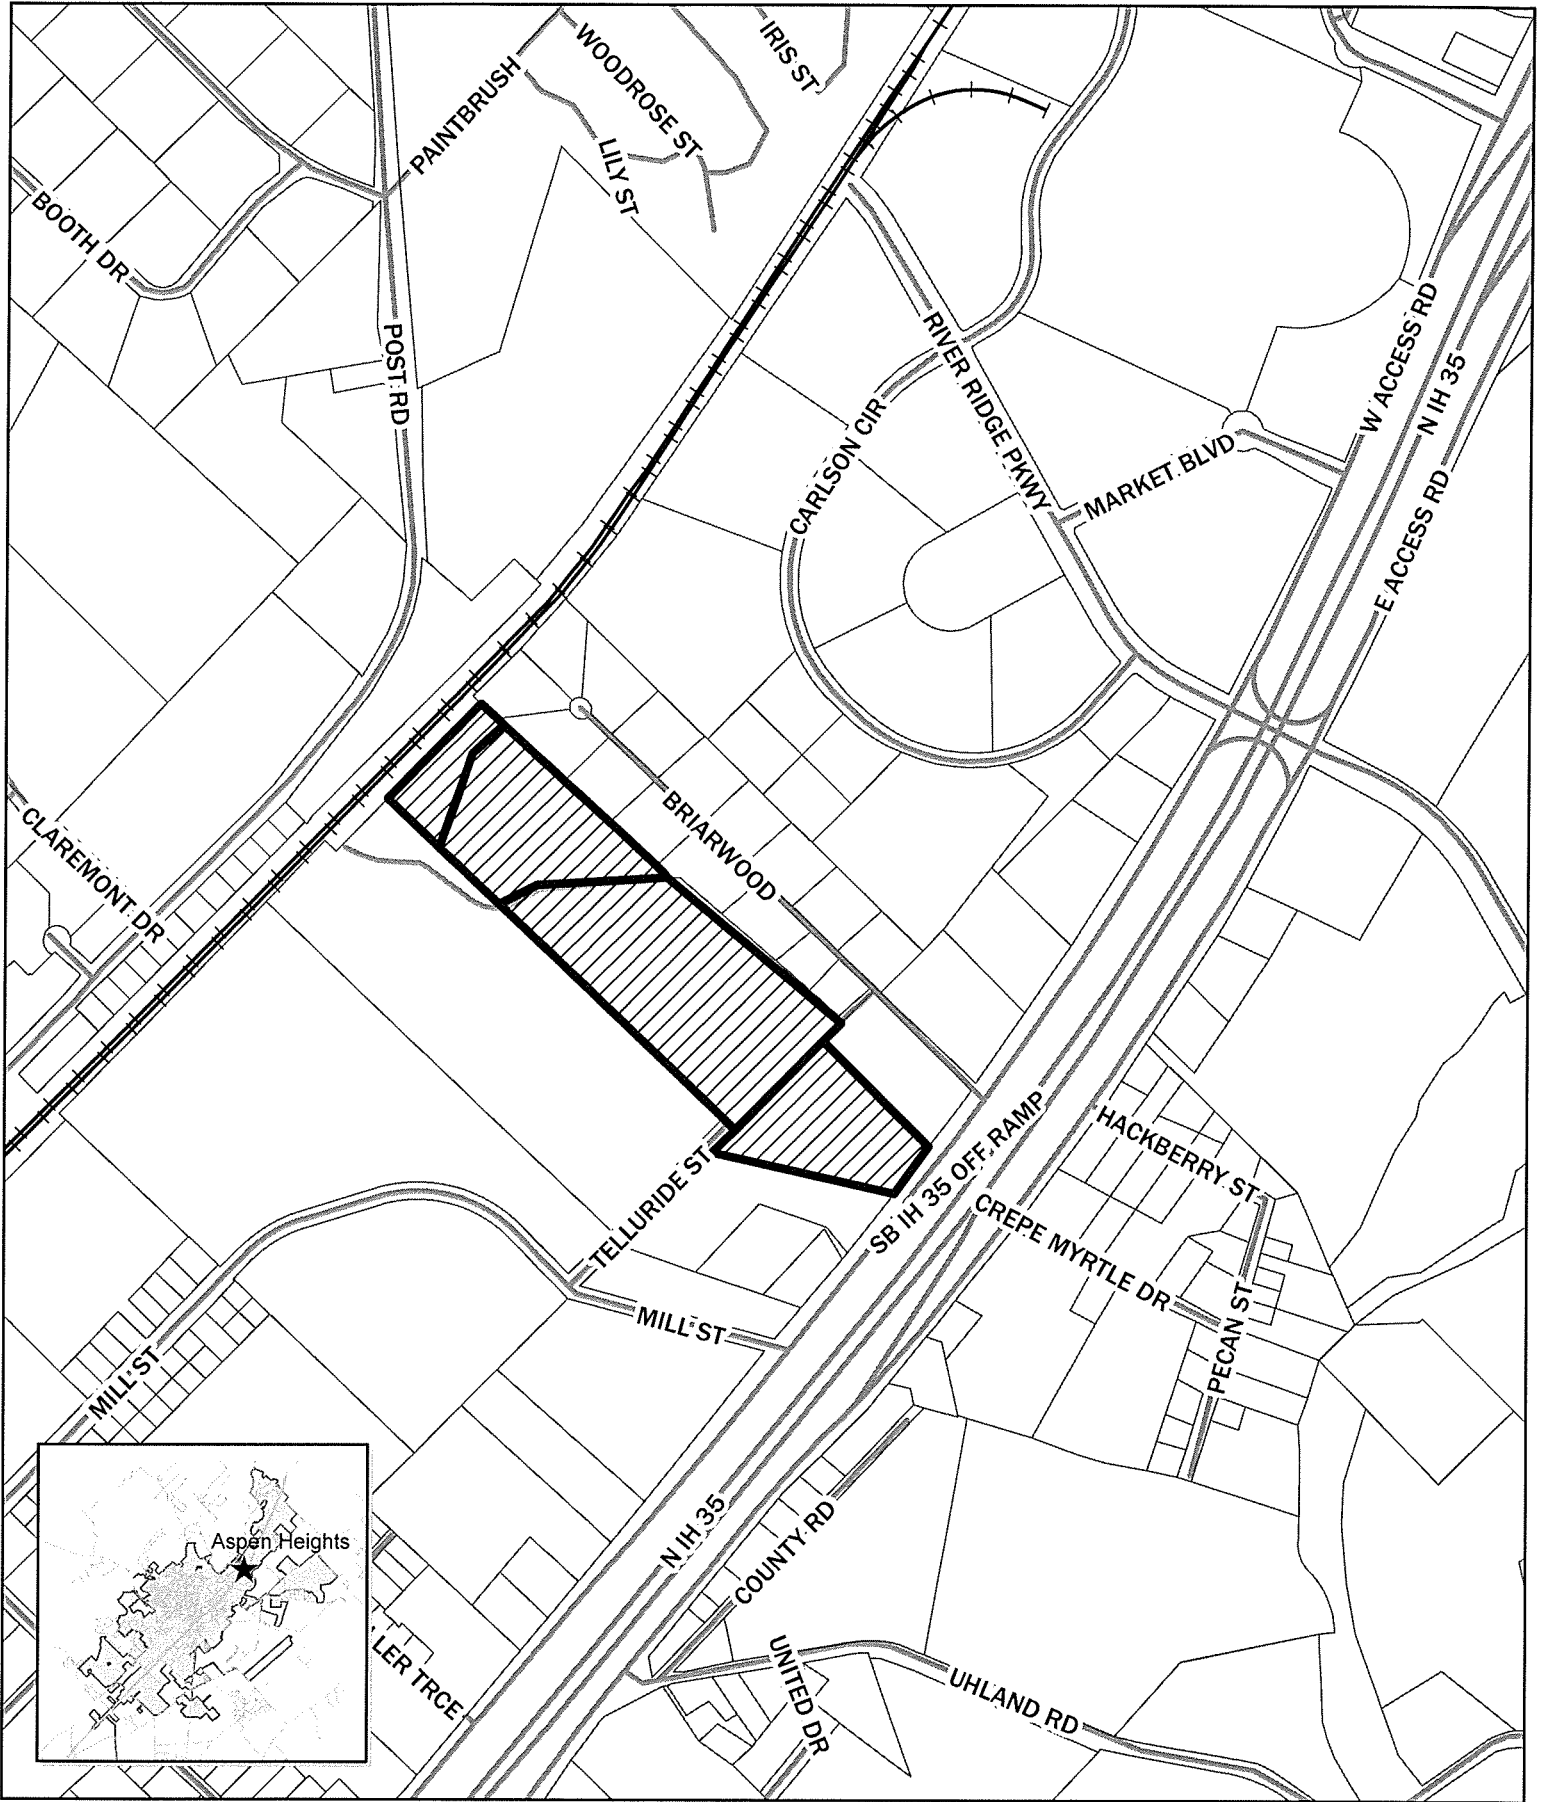 IRIS ST
WOODROSE ST
PAINTBRUSH
LILY ST
BOOTH DR
POST RD
RIVER RIDGE PKWY
W ACCESS RD
N IH 35
CARLSON CIR
MARKET BLVD
E ACCESS RD
CLAREMONT DR
BRIARWOOD
HACKBERRY ST
SB IH 35 OFF RAMP
TELLURIDE ST
CREPE MYRTLE DR
MILL ST
PECAN ST
MILL ST
N IH 35
COUNTY RD
Aspen Heights
LLER TRCE
UNITED DR
UHLAND RD